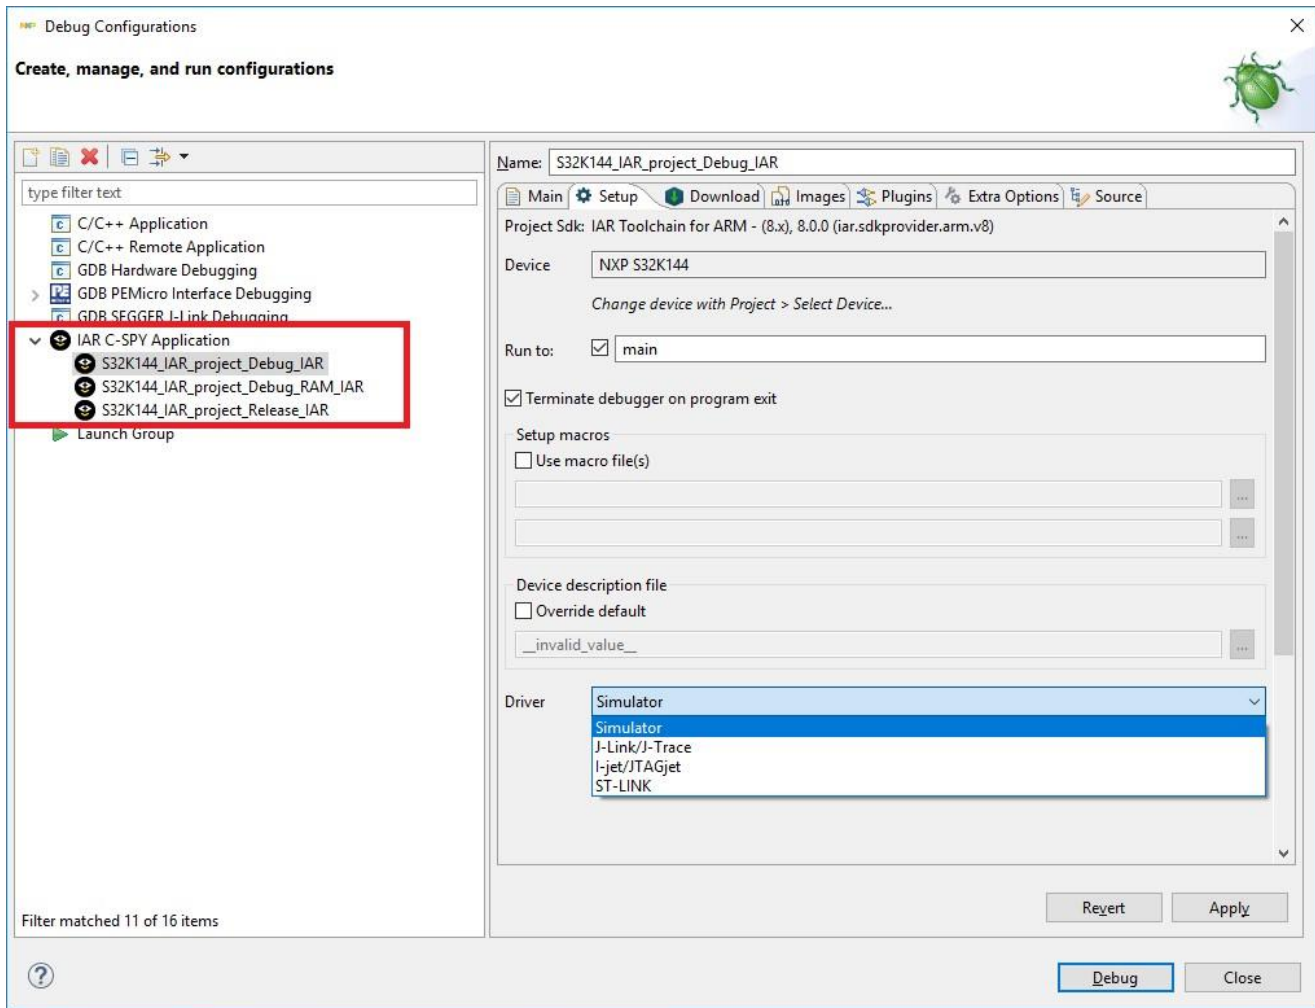 Debug Configurations
Create, manage, and run configurations
type filter text
C/C++ Application
C/C++ Remote Application
GDB Hardware Debugging
GDB PEMicro Interface Debugging
GDB SEGGER J-Link Debugging
IAR C-SPY Application
S32K144_IAR_project_Debug_IAR
S32K144_IAR_project_Debug_RAM_IAR
S32K144_IAR_project_Release_IAR
Launch Group
Filter matched 11 of 16 items
Name: S32K144_IAR_project_Debug_IAR
Main Setup Download Images Plugins Extra Options Source
Project Sdk: IAR Toolchain for ARM - (8.x), 8.0.0 (iar.sdkprovider.arm.v8)
Device NXP S32K144
Change device with Project > Select Device...
Run to: main
Terminate debugger on program exit
Setup macros
Use macro file(s)
...
...
Device description file
Override default
__invalid_value__ ...
Driver Simulator
Simulator
J-Link/J-Trace
I-jet/JTAGjet
ST-LINK
Revert Apply
? Debug Close